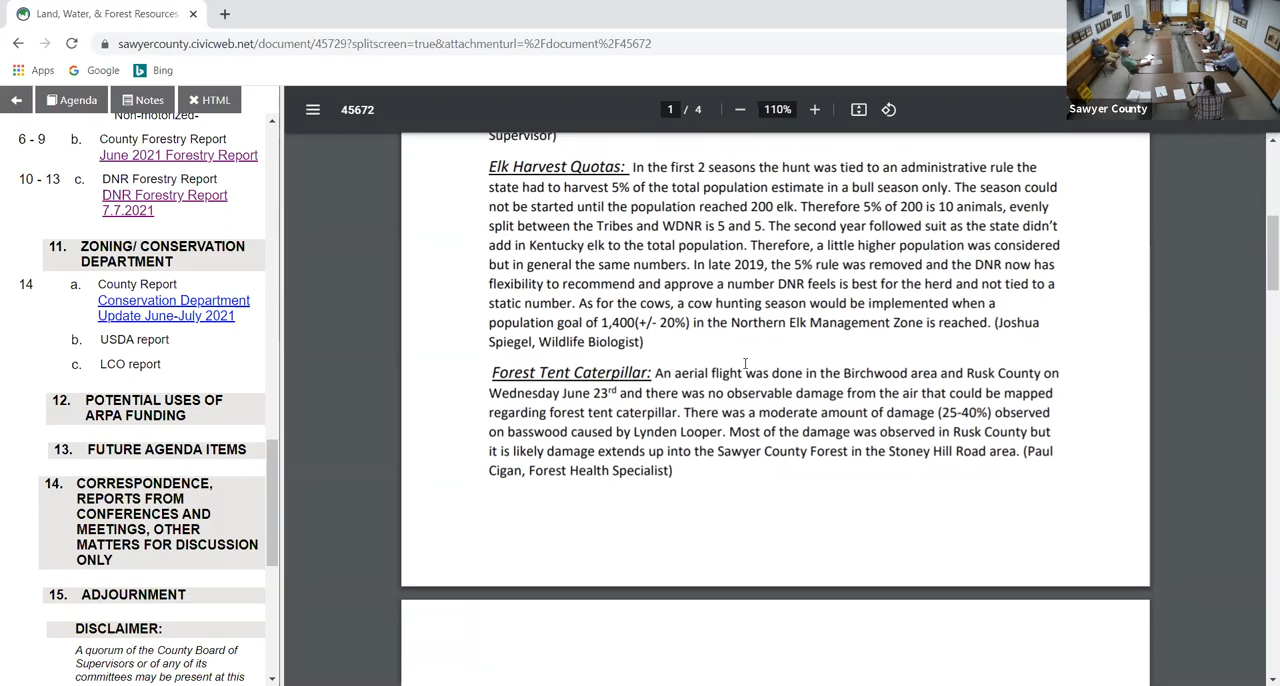 Land, Water, & Forest Resources
sawyercounty.civicweb.net/document/45729?splitscreen=true&attachmenturl=%2Fdocument%2F45672
Apps
Google
Bing
Sawyer County
Agenda
Notes
HTML
45672
1 / 4
110%
Non-motorized-
6 - 9 b. County Forestry Report
June 2021 Forestry Report
10 - 13 c. DNR Forestry Report
DNR Forestry Report
7.7.2021
11. ZONING/ CONSERVATION
DEPARTMENT
14 a. County Report
Conservation Department
Update June-July 2021
b. USDA report
c. LCO report
12. POTENTIAL USES OF
ARPA FUNDING
13. FUTURE AGENDA ITEMS
14. CORRESPONDENCE,
REPORTS FROM
CONFERENCES AND
MEETINGS, OTHER
MATTERS FOR DISCUSSION
ONLY
15. ADJOURNMENT
DISCLAIMER:
A quorum of the County Board of
Supervisors or of any of its
committees may be present at this
Supervisor)
Elk Harvest Quotas: In the first 2 seasons the hunt was tied to an administrative rule the
state had to harvest 5% of the total population estimate in a bull season only. The season could
not be started until the population reached 200 elk. Therefore 5% of 200 is 10 animals, evenly
split between the Tribes and WDNR is 5 and 5. The second year followed suit as the state didn't
add in Kentucky elk to the total population. Therefore, a little higher population was considered
but in general the same numbers. In late 2019, the 5% rule was removed and the DNR now has
flexibility to recommend and approve a number DNR feels is best for the herd and not tied to a
static number. As for the cows, a cow hunting season would be implemented when a
population goal of 1,400(+/- 20%) in the Northern Elk Management Zone is reached. (Joshua
Spiegel, Wildlife Biologist)
Forest Tent Caterpillar: An aerial flight was done in the Birchwood area and Rusk County on
Wednesday June 23rd and there was no observable damage from the air that could be mapped
regarding forest tent caterpillar. There was a moderate amount of damage (25-40%) observed
on basswood caused by Lynden Looper. Most of the damage was observed in Rusk County but
it is likely damage extends up into the Sawyer County Forest in the Stoney Hill Road area. (Paul
Cigan, Forest Health Specialist)